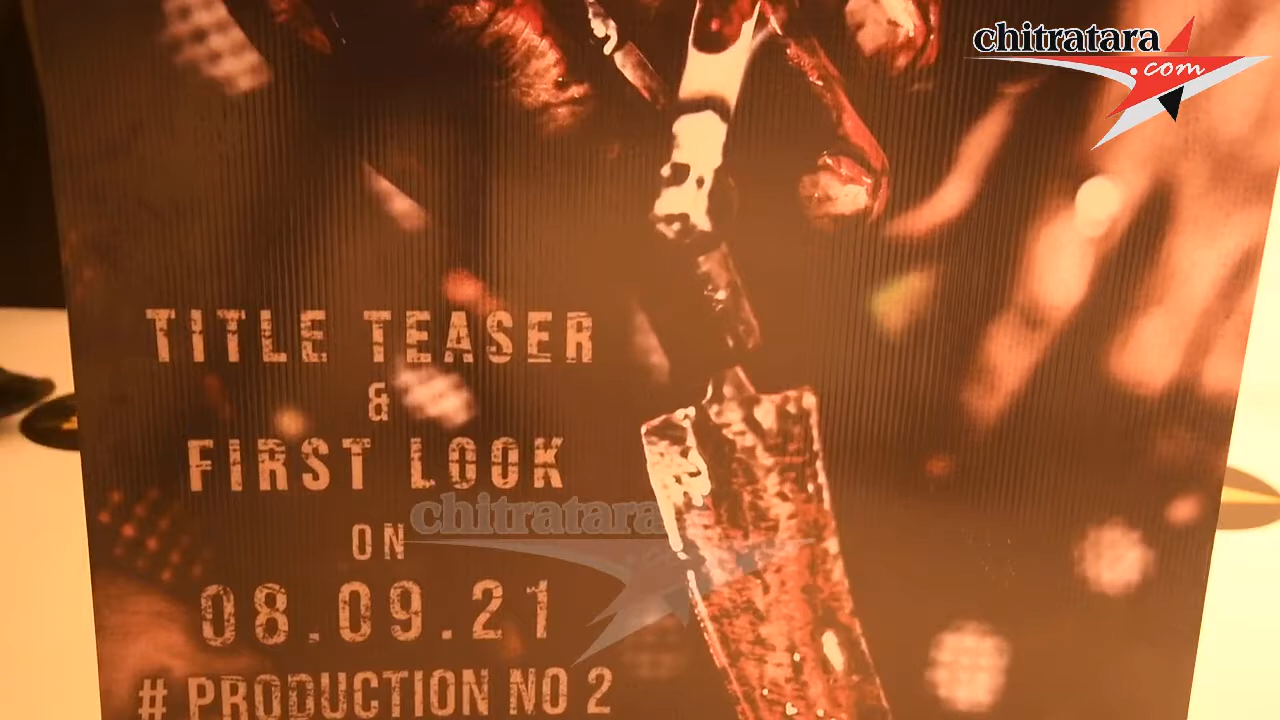 chitratara
.com
TITLE TEASER
&
FIRST LOOK
chitratara
ON
08.09.21
# PRODUCTION NO 2